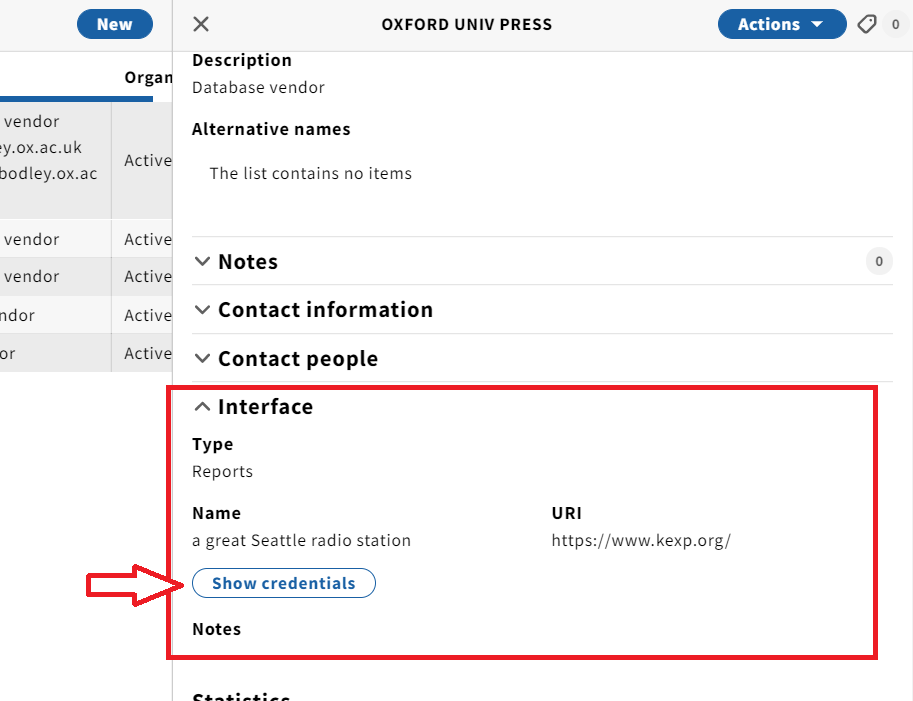 New
OXFORD UNIV PRESS
Actions
0
Organ
vendor
ey.ox.ac.uk
bodley.ox.ac
Active
vendor
Active
vendor
Active
ndor
Active
or
Active
Description
Database vendor
Alternative names
The list contains no items
Notes
0
Contact information
Contact people
Interface
Type
Reports
Name
URI
a great Seattle radio station
https://www.kexp.org/
Show credentials
Notes
Statistics